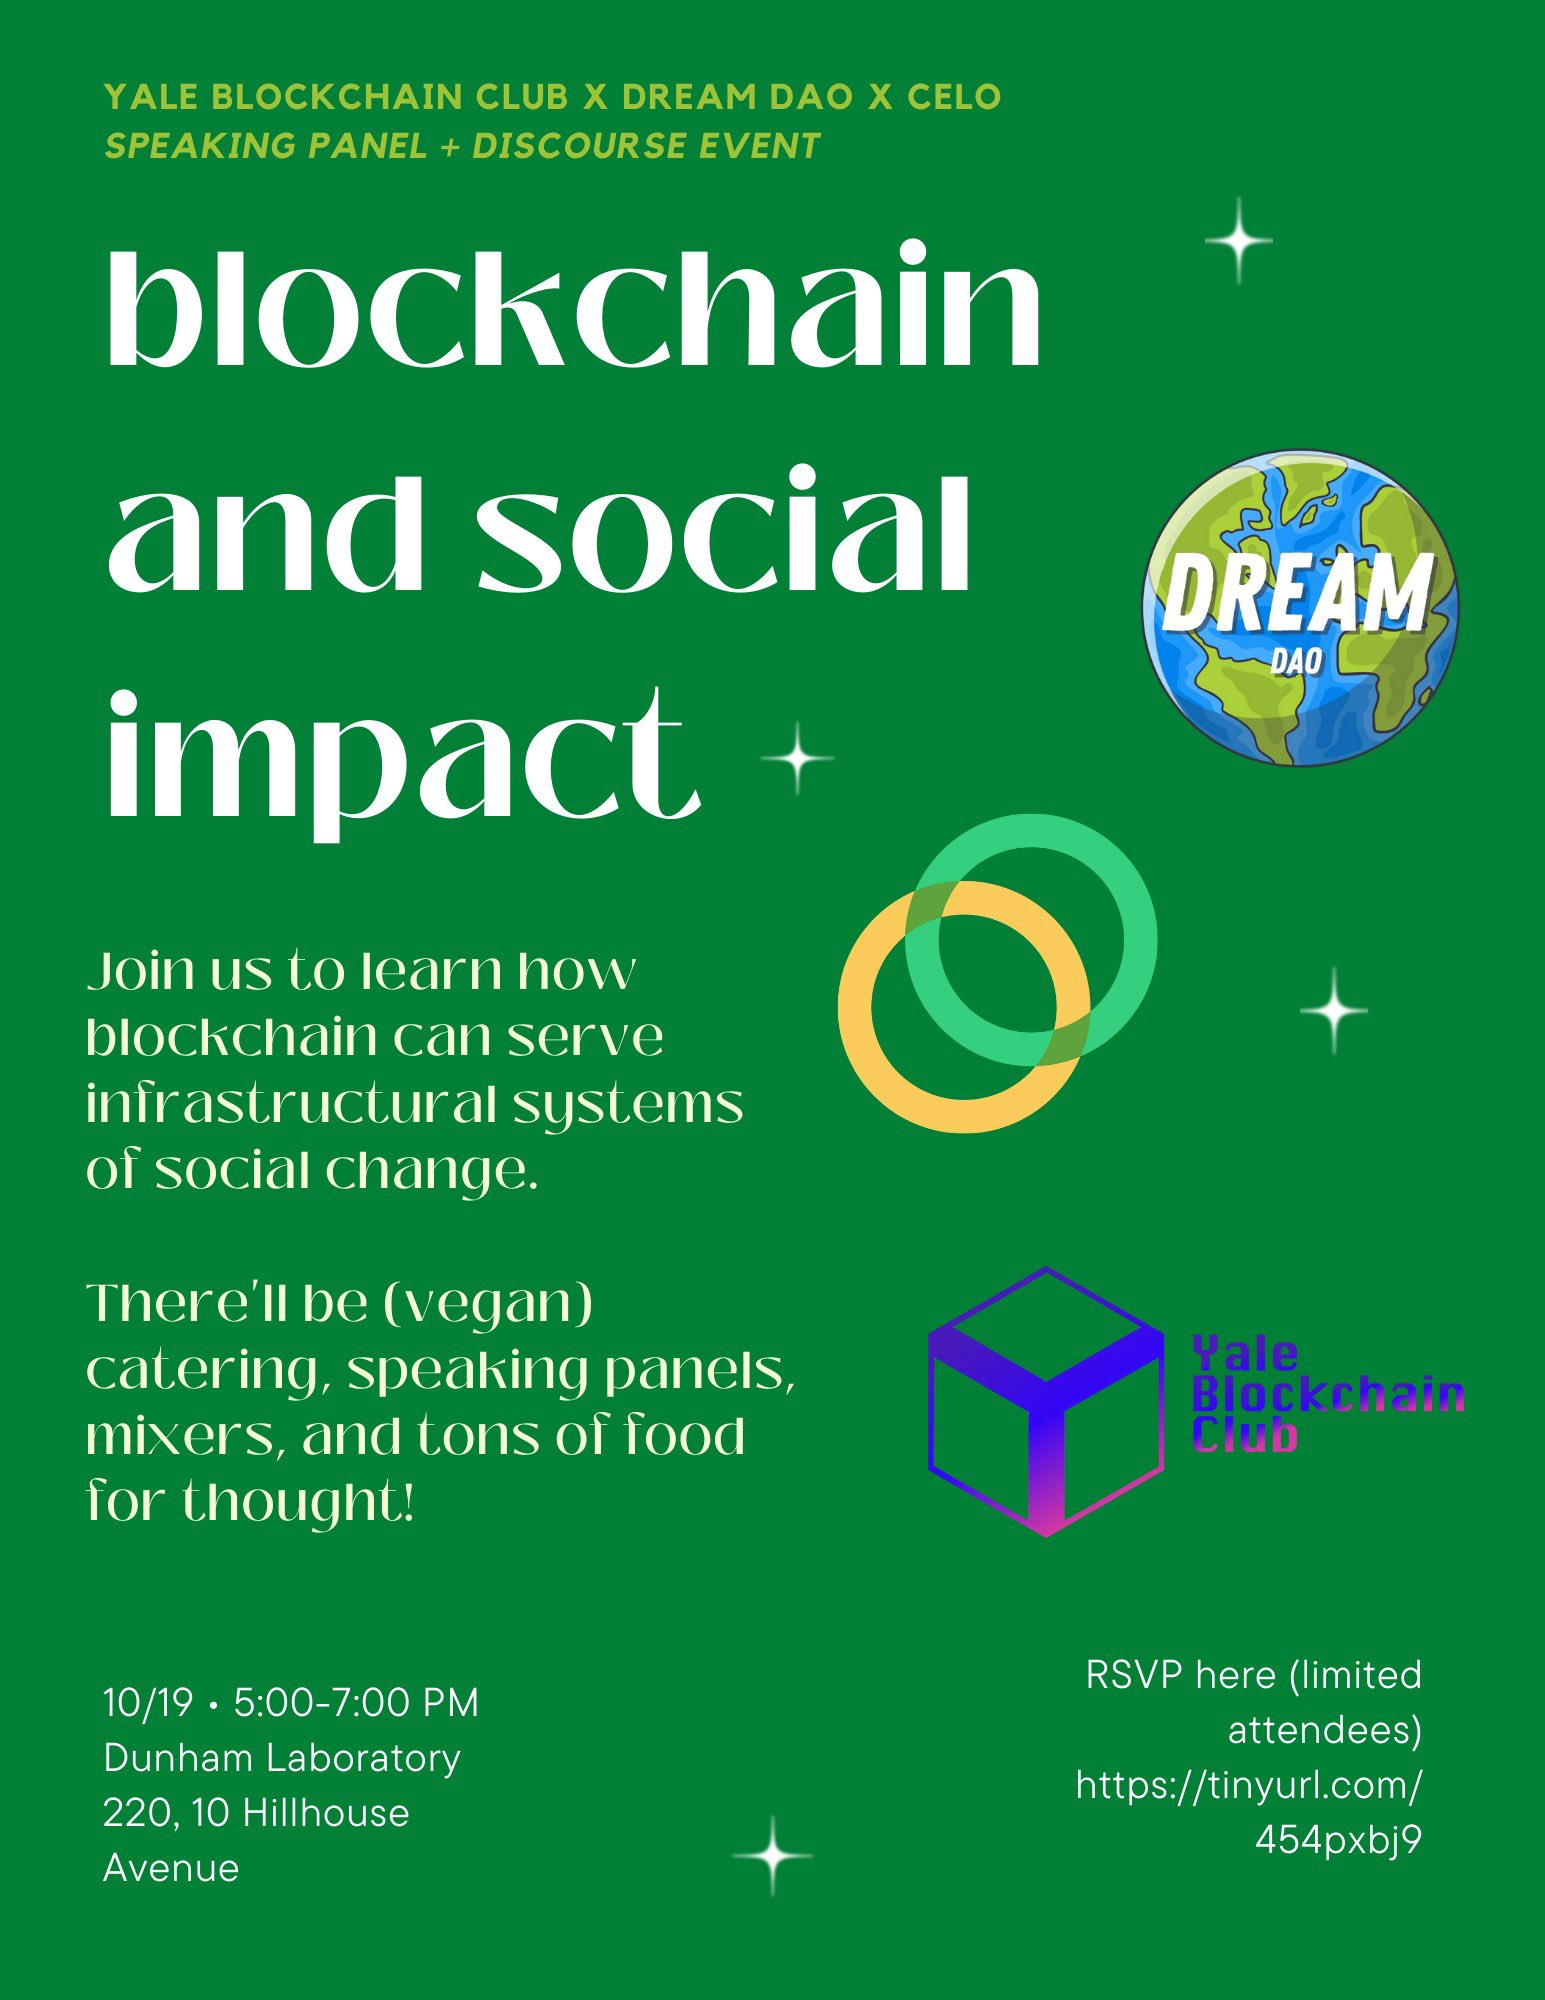 YALE BLOCKCHAIN CLUB X DREAM DAO X CELO
SPEAKING PANEL + DISCOURSE EVENT
blockchain
and social
impact
DREAM
DAO
Join us to learn how
blockchain can serve
infrastructural systems
of social change.
There'll be (vegan)
catering, speaking panels,
mixers, and tons of food
for thought!
Yale
Blockchain
Club
10/19 • 5:00-7:00 PM
Dunham Laboratory
220, 10 Hillhouse
Avenue
RSVP here (limited
attendees)
https://tinyurl.com/
454pxbj9